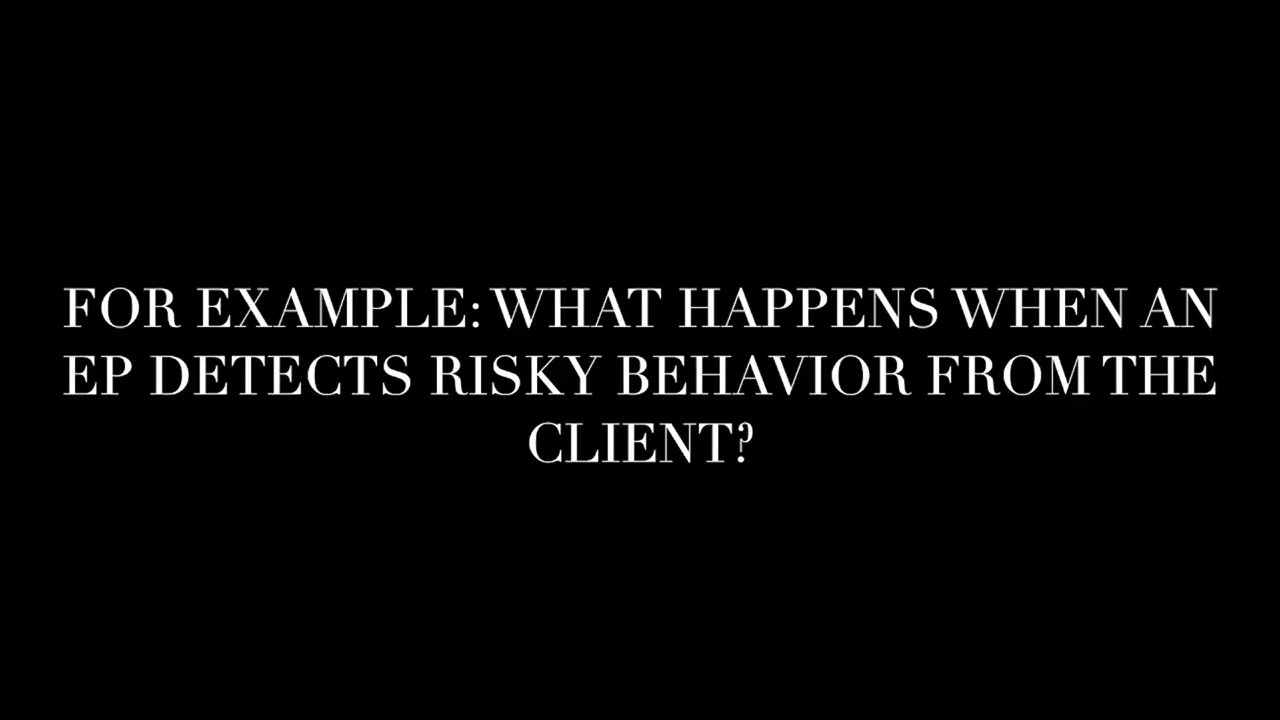 FOR EXAMPLE: WHAT HAPPENS WHEN AN
EP DETECTS RISKY BEHAVIOR FROM THE
CLIENT?